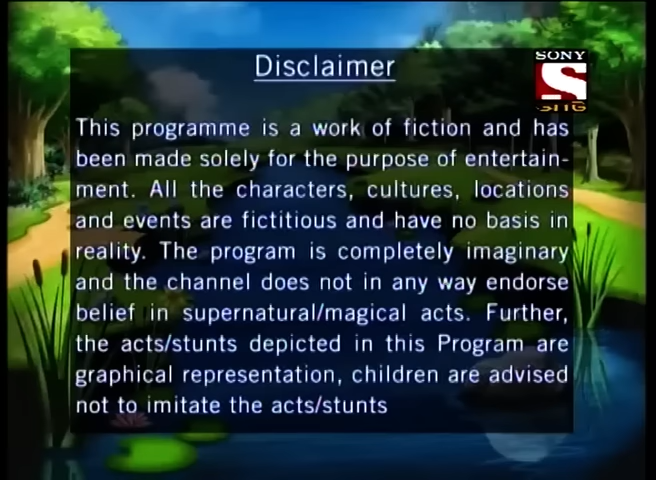 Disclaimer
SONY
S
आठ
This programme is a work of fiction and has
been made solely for the purpose of entertain-
ment. All the characters, cultures, locations
and events are fictitious and have no basis in
reality. The program is completely imaginary
and the channel does not in any way endorse
belief in supernatural/magical acts. Further,
the acts/stunts depicted in this Program are
graphical representation, children are advised
not to imitate the acts/stunts